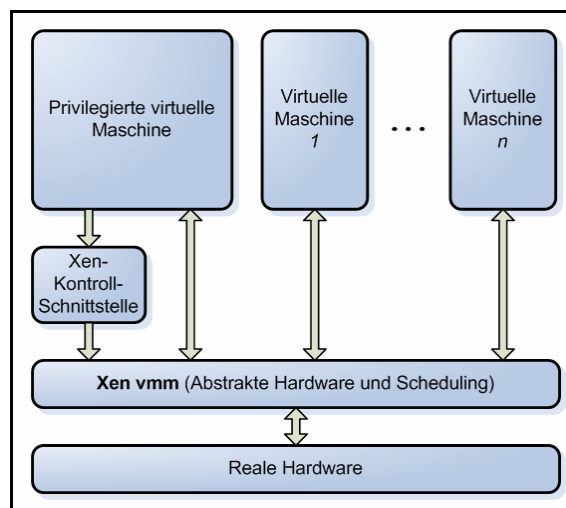 Privilegierte virtuelle
Maschine
Virtuelle
Maschine
1
...
Virtuelle
Maschine
n
Xen-
Kontroll-
Schnittstelle
Xen vmm (Abstrakte Hardware und Scheduling)
Reale Hardware